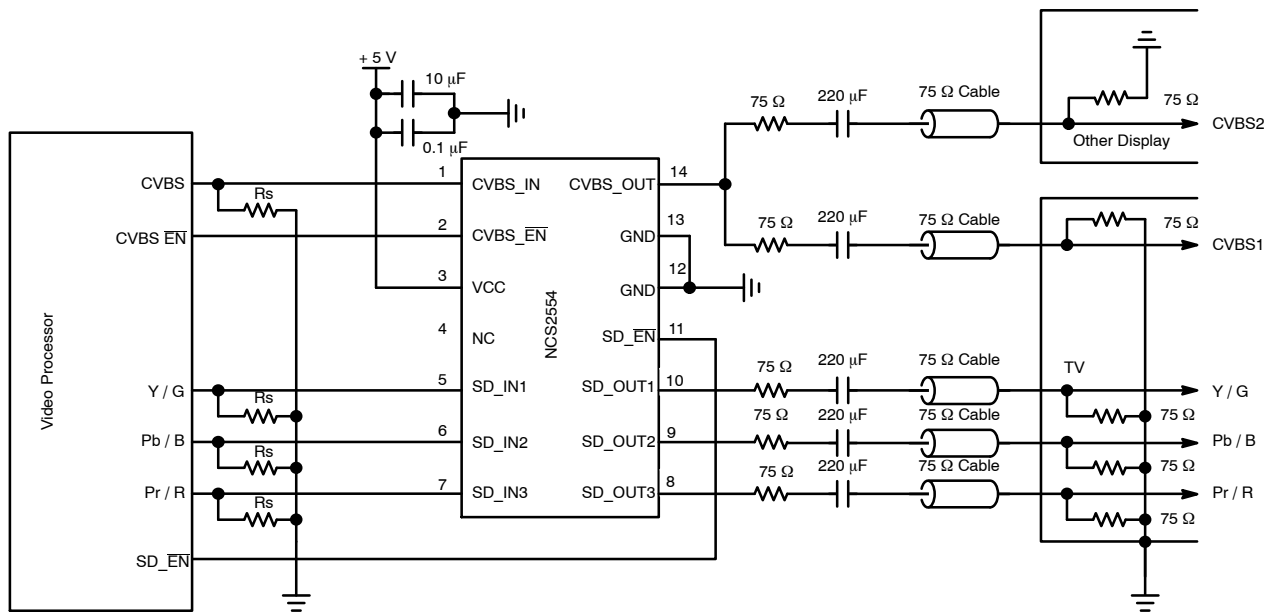 + 5 V
10 μF
0.1 μF
Video Processor
CVBS
Rs
CVBS EN
Y / G
Rs
Pb / B
Rs
Pr / R
Rs
SD_EN
NCS2554
1
CVBS_IN
2
CVBS_EN
3
VCC
4
NC
5
SD_IN1
6
SD_IN2
7
SD_IN3
CVBS_OUT
14
GND
13
GND
12
SD_EN
11
SD_OUT1
10
SD_OUT2
9
SD_OUT3
8
75 Ω
220 μF
75 Ω Cable
75 Ω
CVBS2
Other Display
75 Ω
220 μF
75 Ω Cable
75 Ω
CVBS1
75 Ω
220 μF
75 Ω Cable
TV
Y / G
75 Ω
220 μF
75 Ω Cable
75 Ω
Pb / B
75 Ω
220 μF
75 Ω Cable
75 Ω
Pr / R
75 Ω